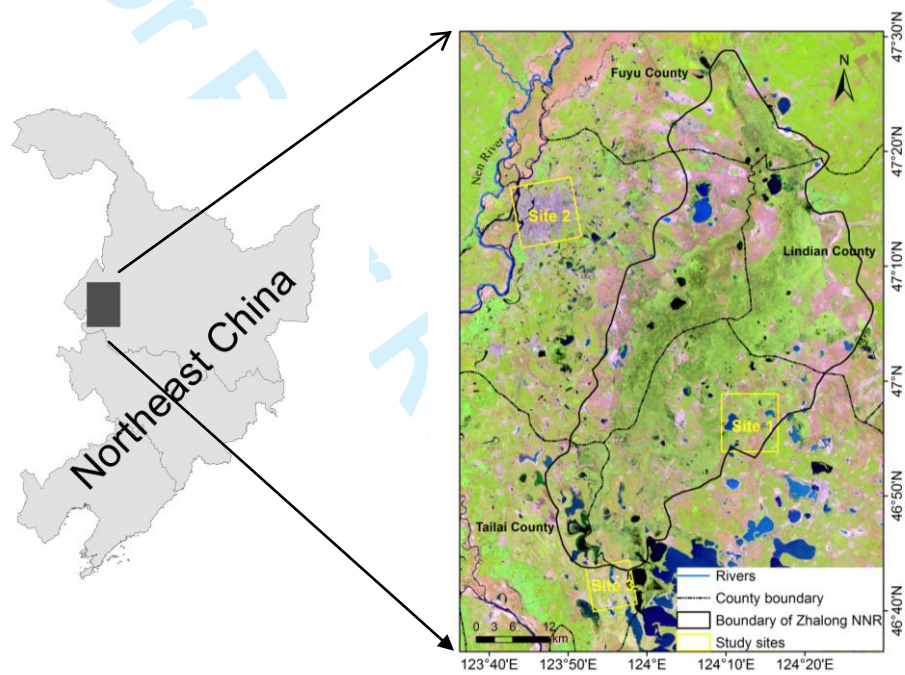 Northeast China
47°30'N
N
Fuyu County
47°20'N
Nen River
Site 2
Lindian County
47°10'N
47°N
Site 1
46°50'N
Tailai County
Site 3
Rivers
County boundary
Boundary of Zhalong NNR
Study sites
46°40'N
0 3 6 12
km
123°40'E 123°50'E 124°E 124°10'E 124°20'E